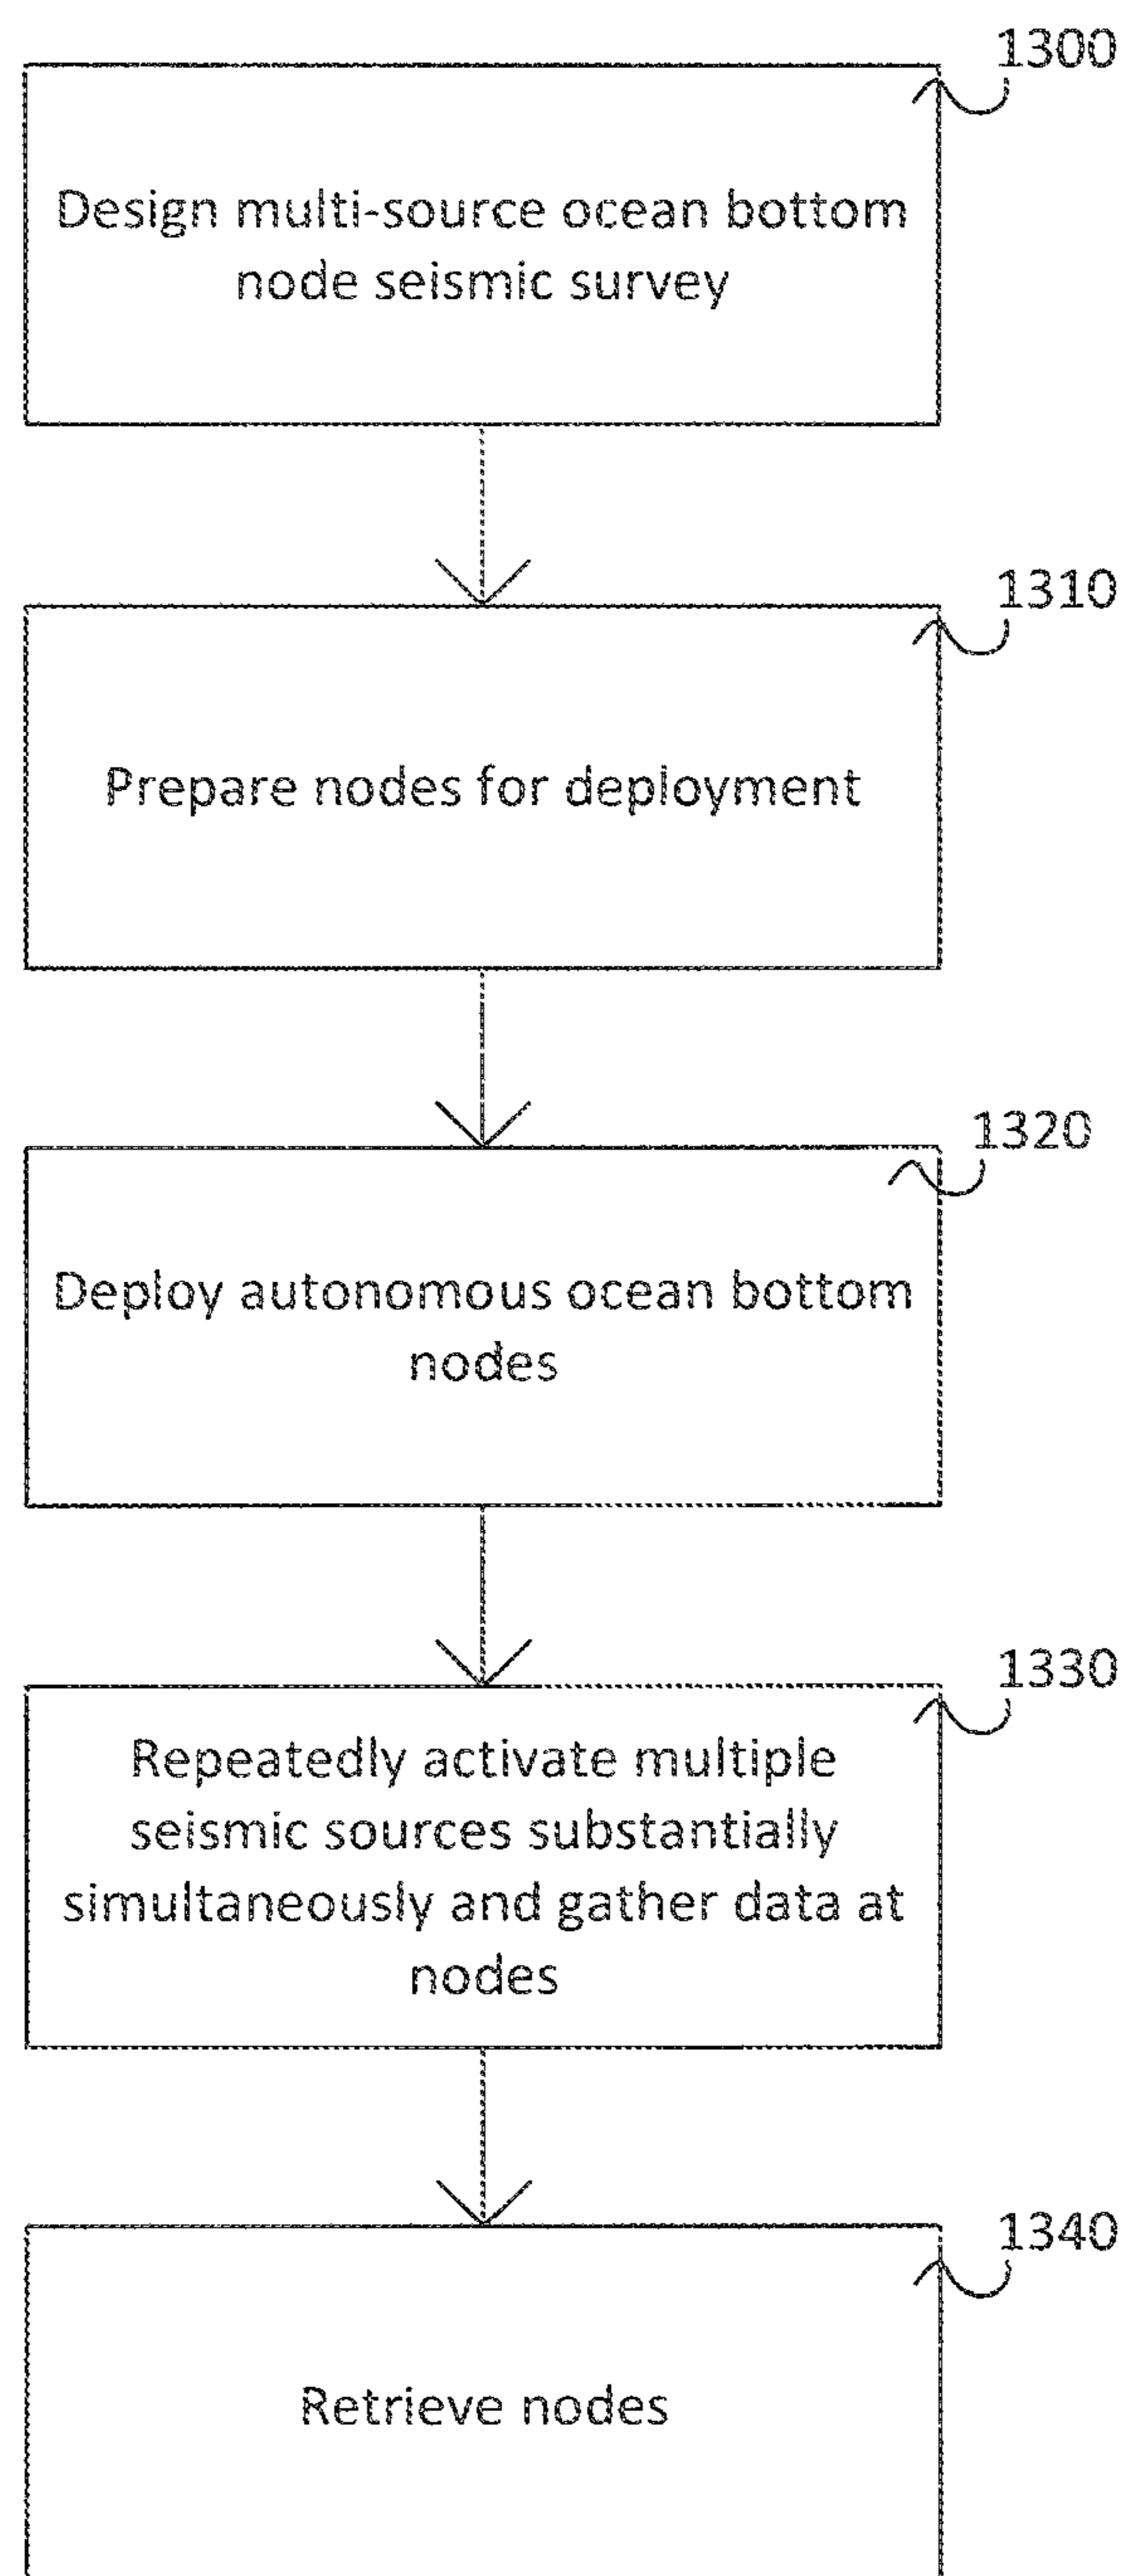 1300
Design multi-source ocean bottom
node seismic survey
1310
Prepare nodes for deployment
1320
Deploy autonomous ocean bottom
nodes
1330
Repeatedly activate multiple
seismic sources substantially
simultaneously and gather data at
nodes
1340
Retrieve nodes